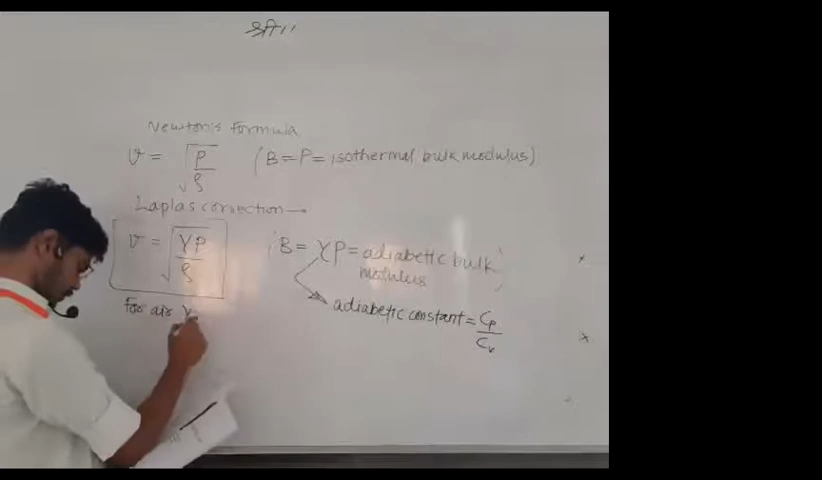 श्री ।।
Newton's formula
v = √(P/ρ) (B = P = isothermal bulk modulus)
Laplas correction →
v = √(γP/ρ) (B = γP = adiabetic bulk modulus)
adiabetic constant = Cp/Cv
For air γ